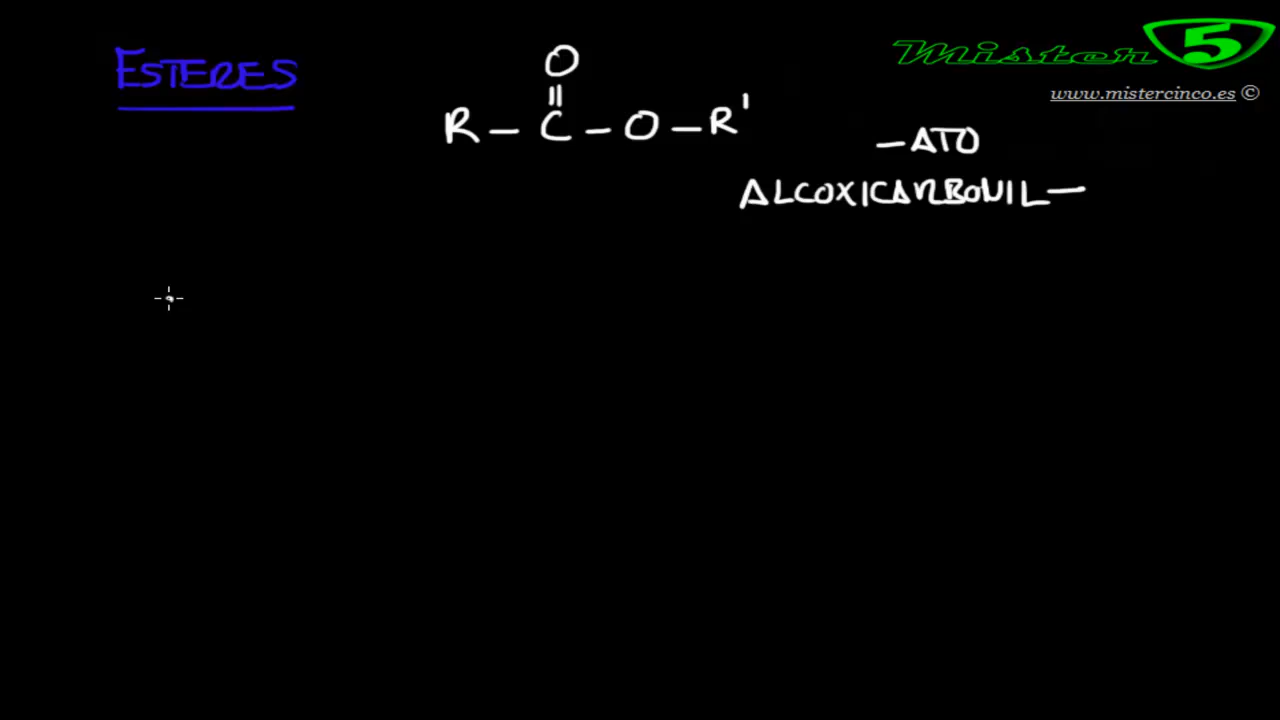 ESTERES
Mister 5
www.mistercinco.es ©
O
||
R - C - O - R'
- ATO
ALCOXICARBONIL -